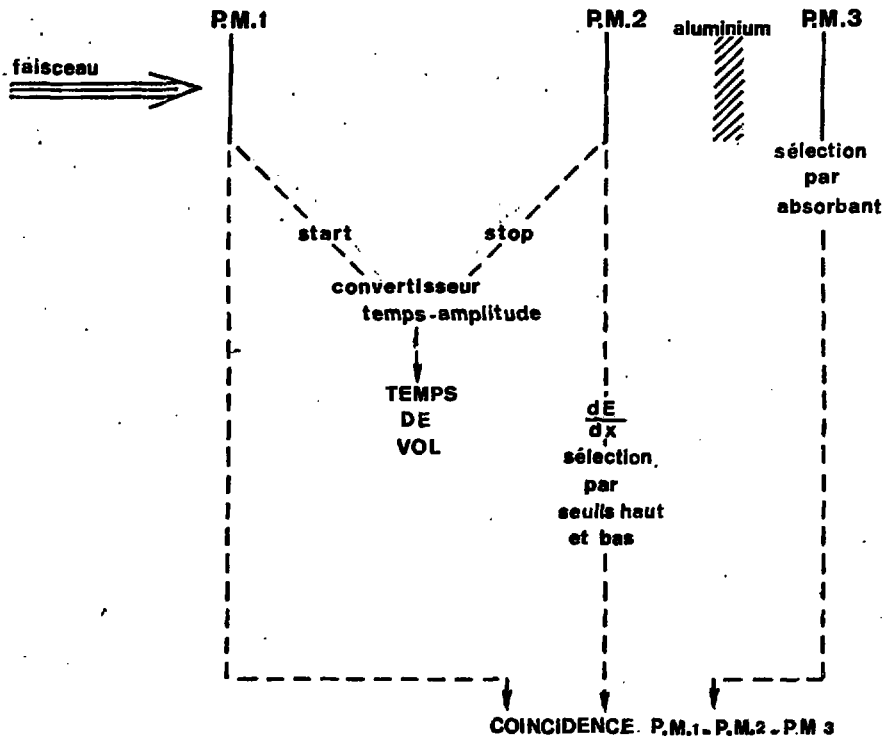 P.M.1
P.M.2
aluminium
P.M.3
faisceau
sélection
par
absorbant
start
stop
convertisseur
temps-amplitude
TEMPS
DE
VOL
dE
dx
sélection
par
seuils haut
et bas
COINCIDENCE P.M.1-P.M.2-P.M 3